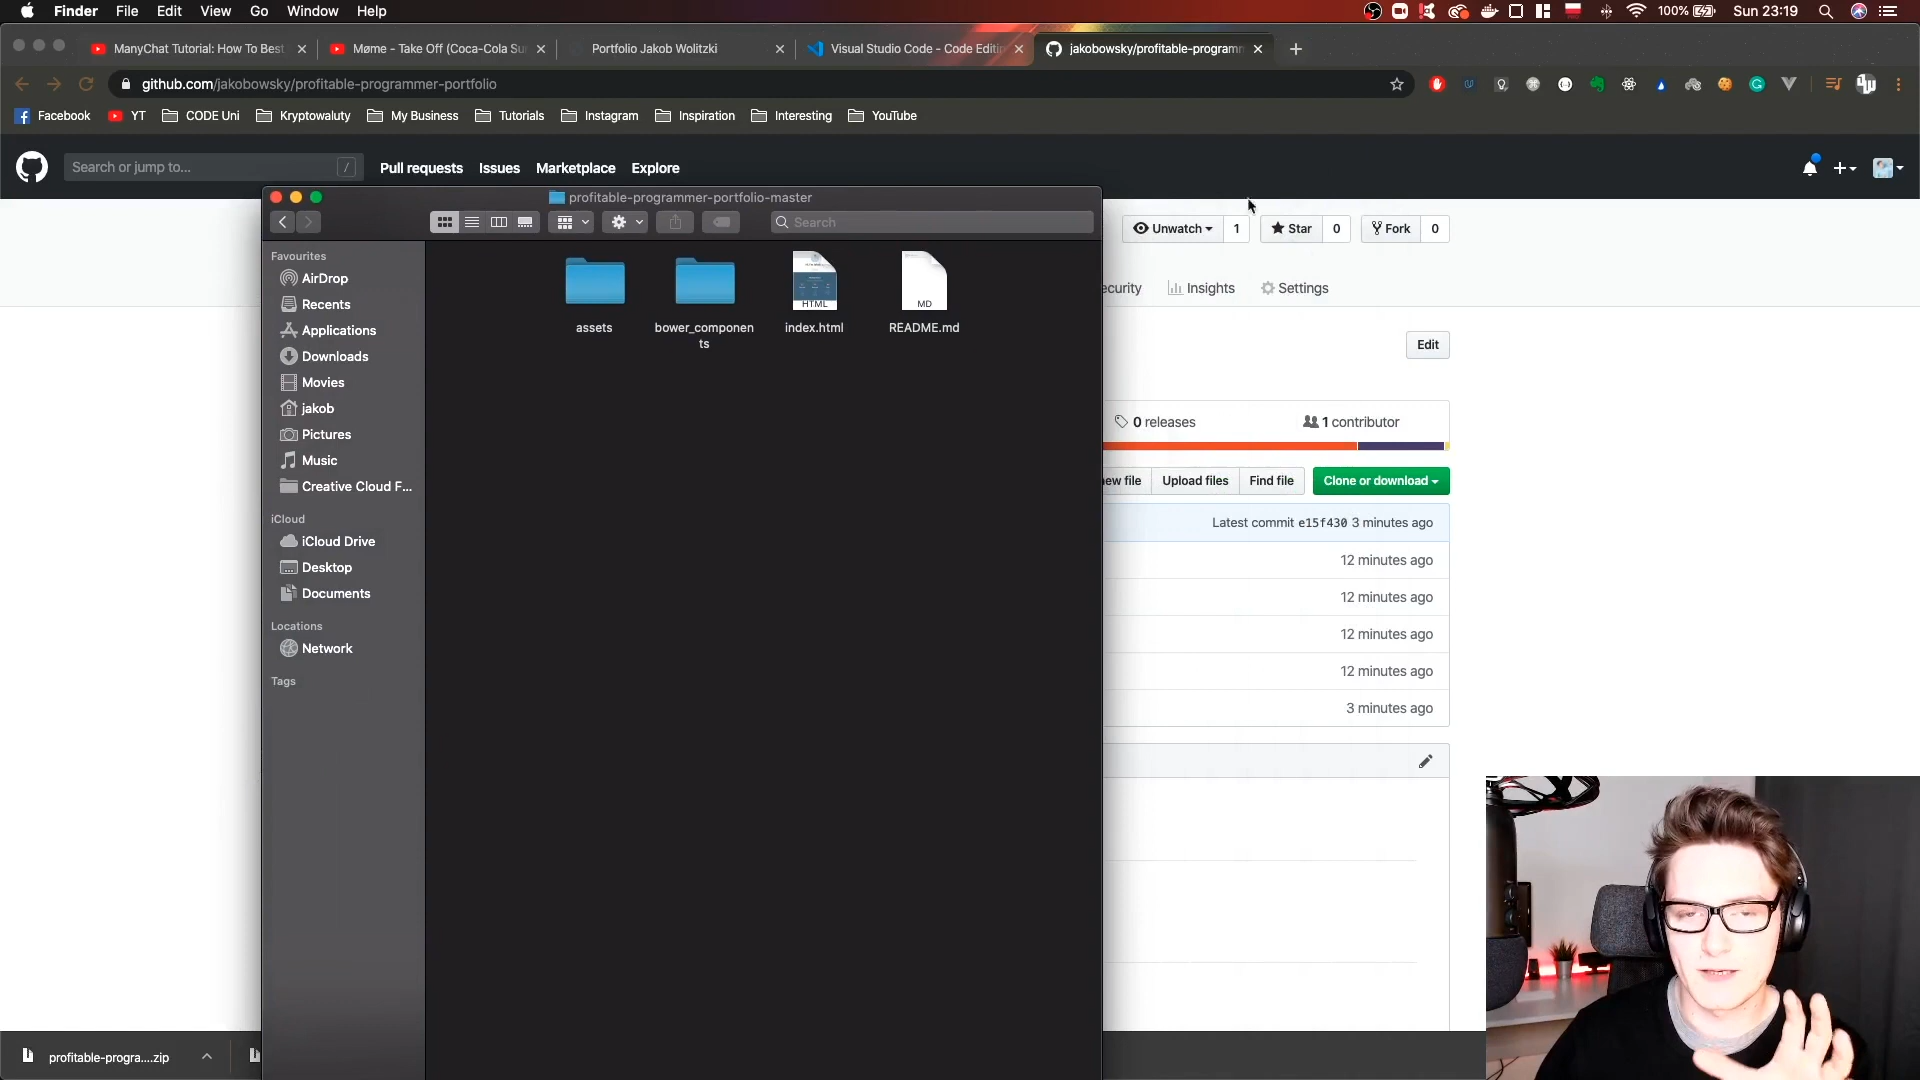 Finder File Edit View Go Window Help 100% Sun 23:19
ManyChat Tutorial: How To Best Møme - Take Off (Coca-Cola Su Portfolio Jakob Wolitzki Visual Studio Code - Code Editi jakobowsky/profitable-programm
github.com/jakobowsky/profitable-programmer-portfolio
Facebook YT CODE Uni Kryptowaluty My Business Tutorials Instagram Inspiration Interesting YouTube
Search or jump to... / Pull requests Issues Marketplace Explore
profitable-programmer-portfolio-master
Search
Unwatch 1 Star 0 Fork 0
Favourites
AirDrop
Recents
Applications
Downloads
Movies
jakob
Pictures
Music
Creative Cloud F...
iCloud
iCloud Drive
Desktop
Documents
Locations
Network
Tags
HTML
MD
assets
bower_componen
ts
index.html
README.md
ecurity Insights Settings
Edit
0 releases 1 contributor
ew file Upload files Find file Clone or download
Latest commit e15f430 3 minutes ago
12 minutes ago
12 minutes ago
12 minutes ago
12 minutes ago
3 minutes ago
profitable-progra....zip